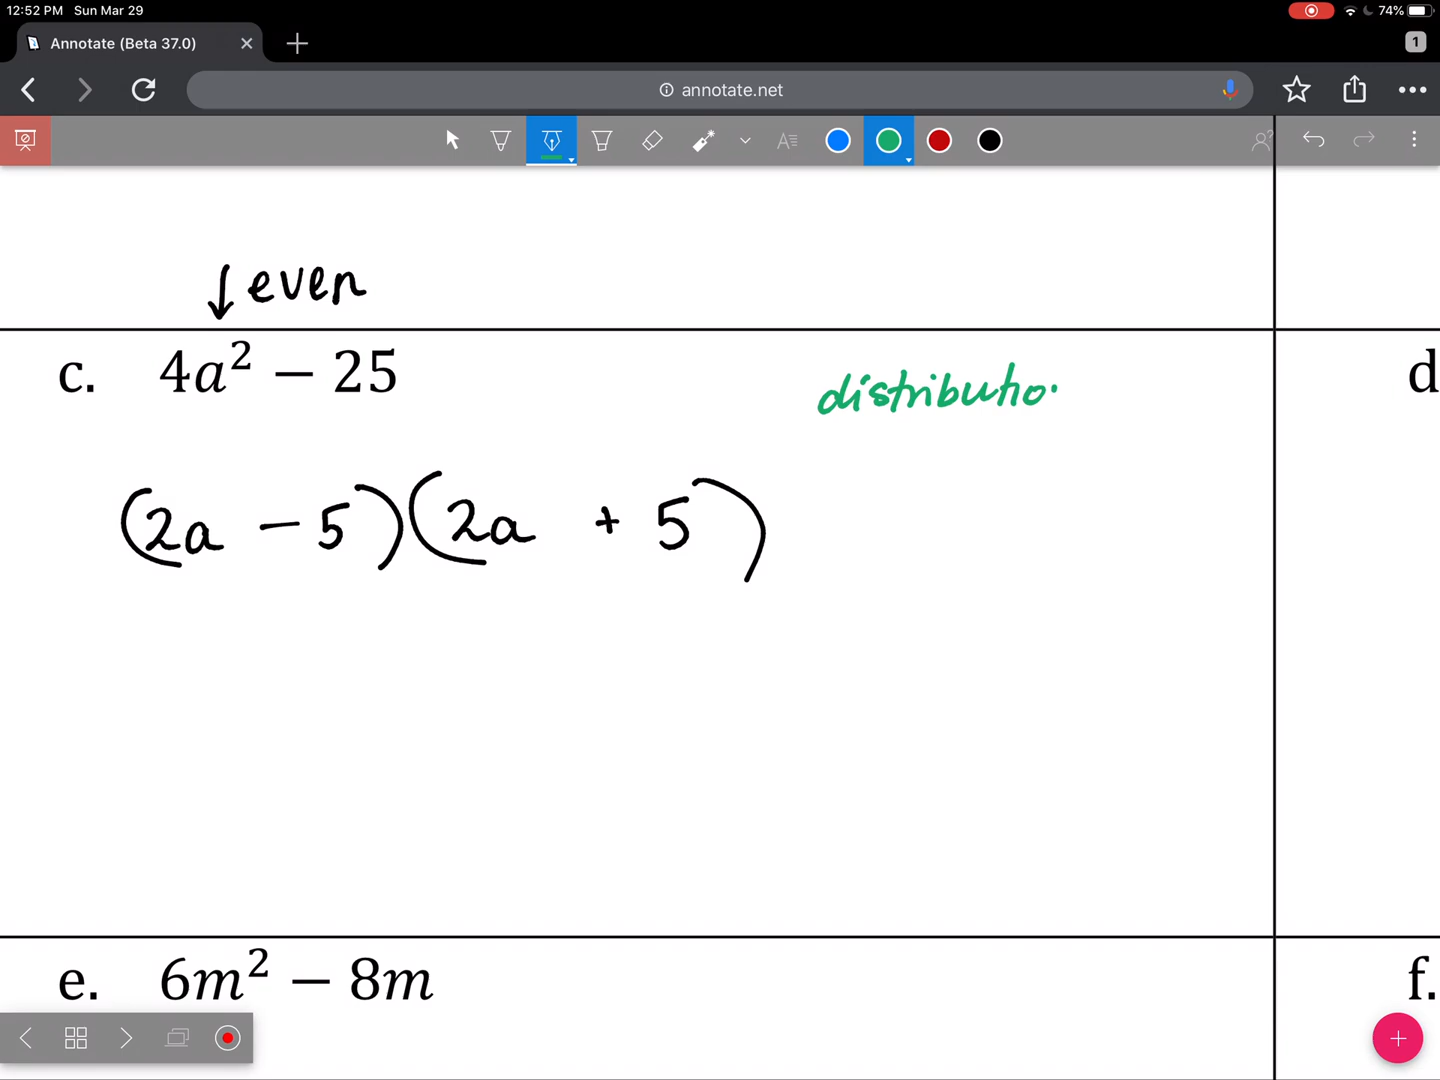 12:52 PM Sun Mar 29
74%
Annotate (Beta 37.0)
1
annotate.net
A
↓ even
c. 4a² − 25
distributio
(2a − 5)(2a + 5)
d
e. 6m² − 8m
f.